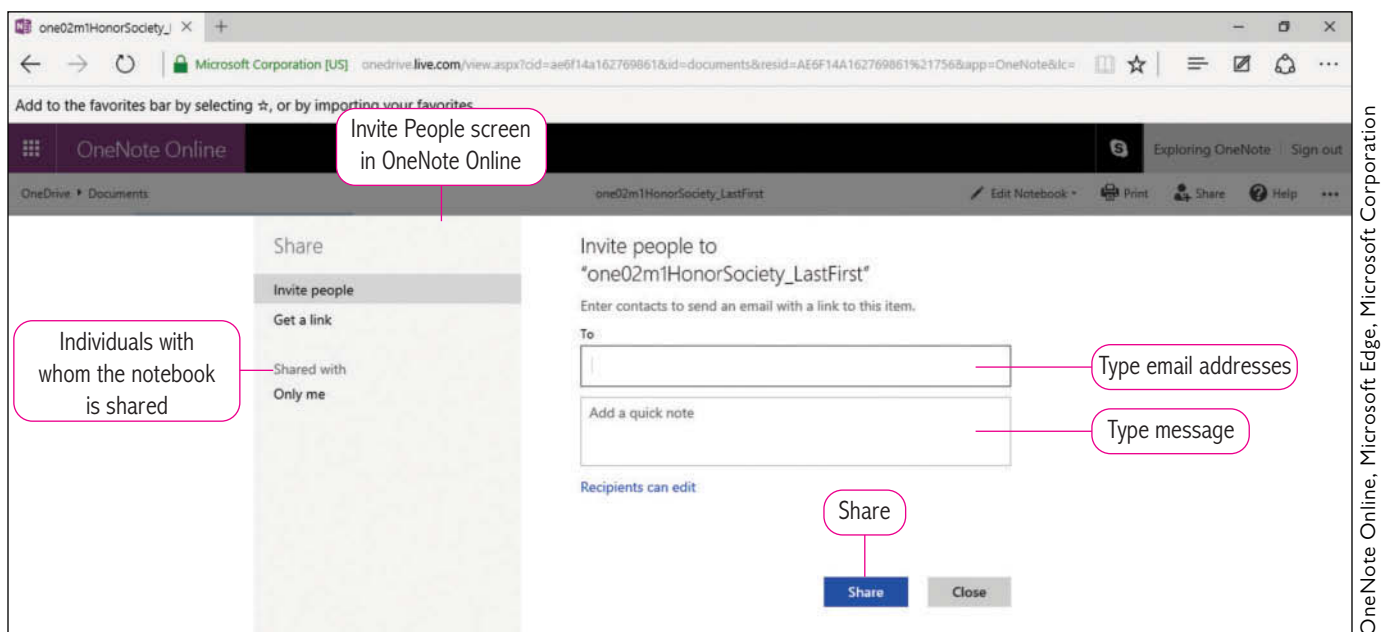 one02m1HonorSociety_
Microsoft Corporation [US] onedrive.live.com/view.aspx?cid=ae6f14a162769861&id=documents&resid=AE6F14A162769861%21756&app=OneNote&lc=
Add to the favorites bar by selecting ☆, or by importing your favorites
Invite People screen
in OneNote Online
OneNote Online
Exploring OneNote
Sign out
OneDrive ▸ Documents
one02m1HonorSociety_LastFirst
Edit Notebook
Print
Share
Help
Share
Invite people
Get a link
Shared with
Only me
Individuals with
whom the notebook
is shared
Invite people to
"one02m1HonorSociety_LastFirst"
Enter contacts to send an email with a link to this item.
To
Type email addresses
Add a quick note
Type message
Recipients can edit
Share
Share
Close
OneNote Online, Microsoft Edge, Microsoft Corporation